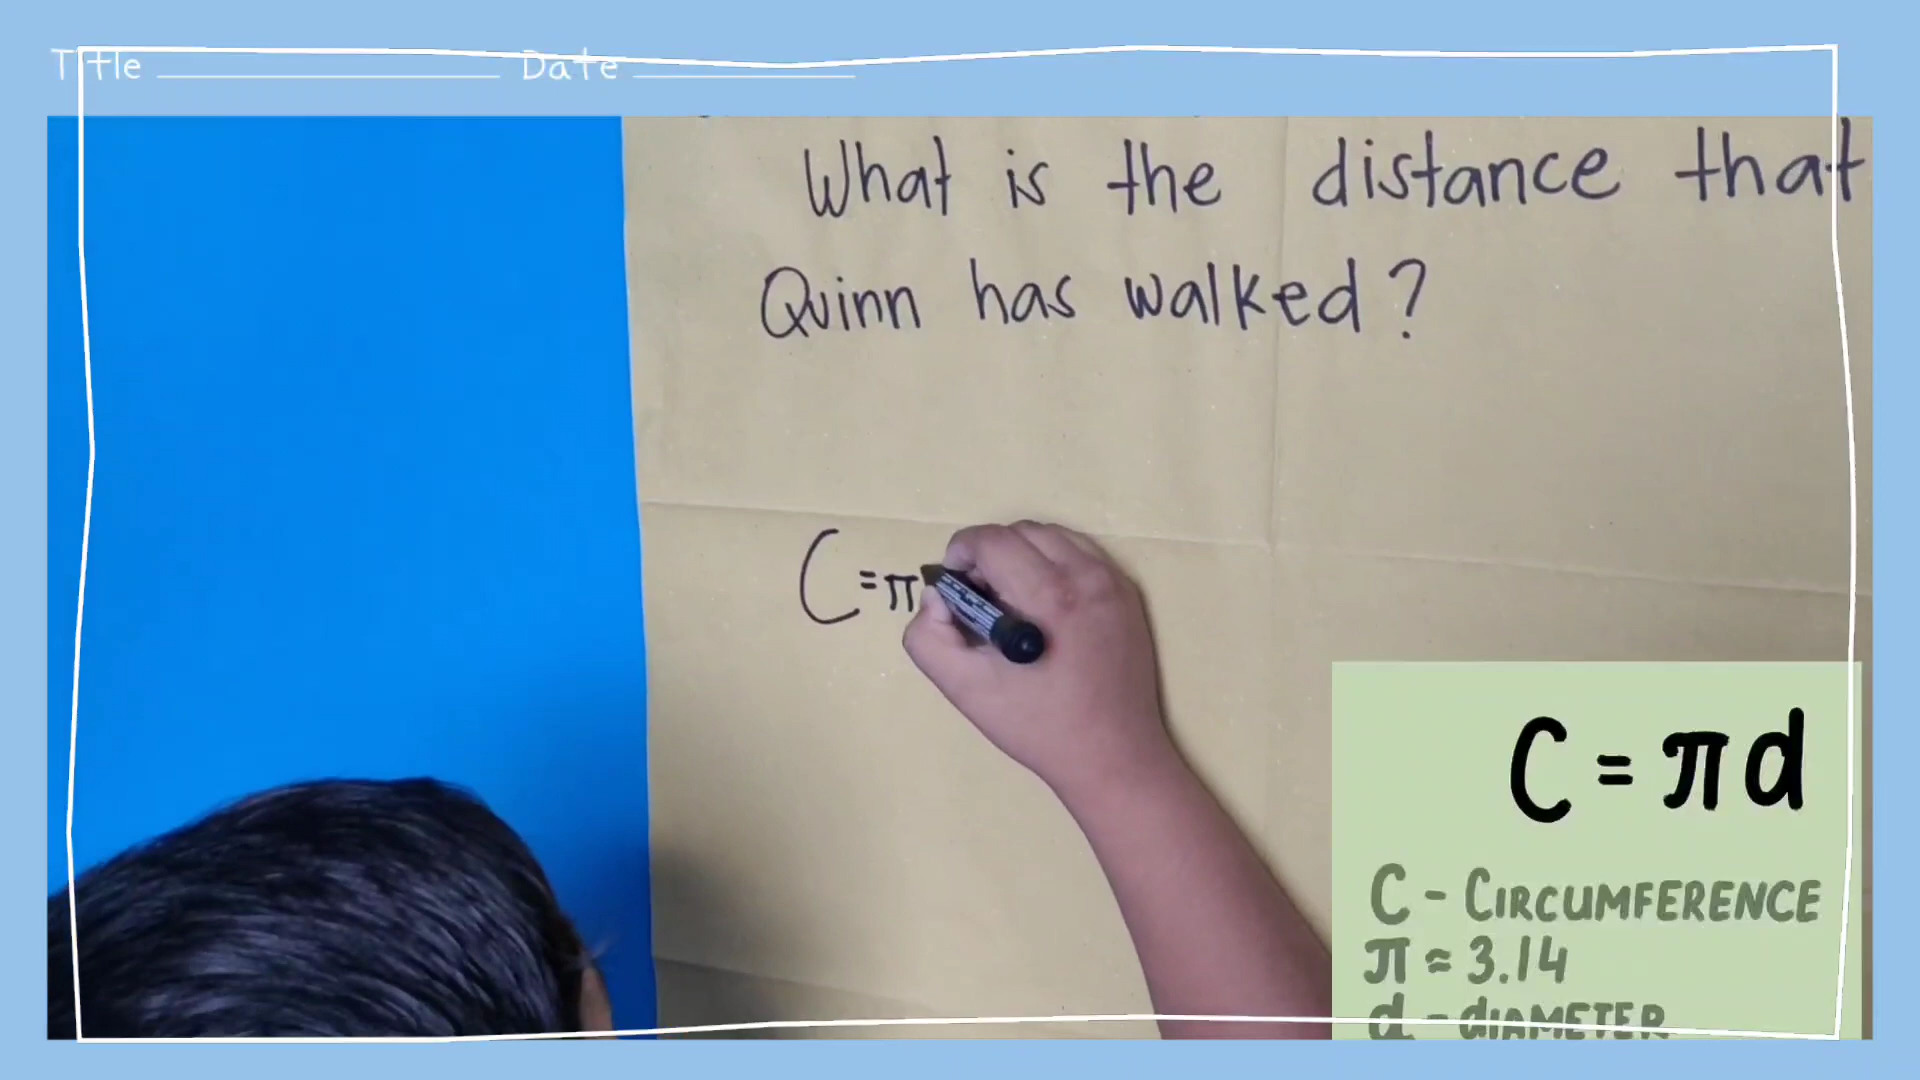 Title Date
What is the distance that
Quinn has walked?
C=π
C = πd
C - CIRCUMFERENCE
π ≈ 3.14
d - dIAMETER